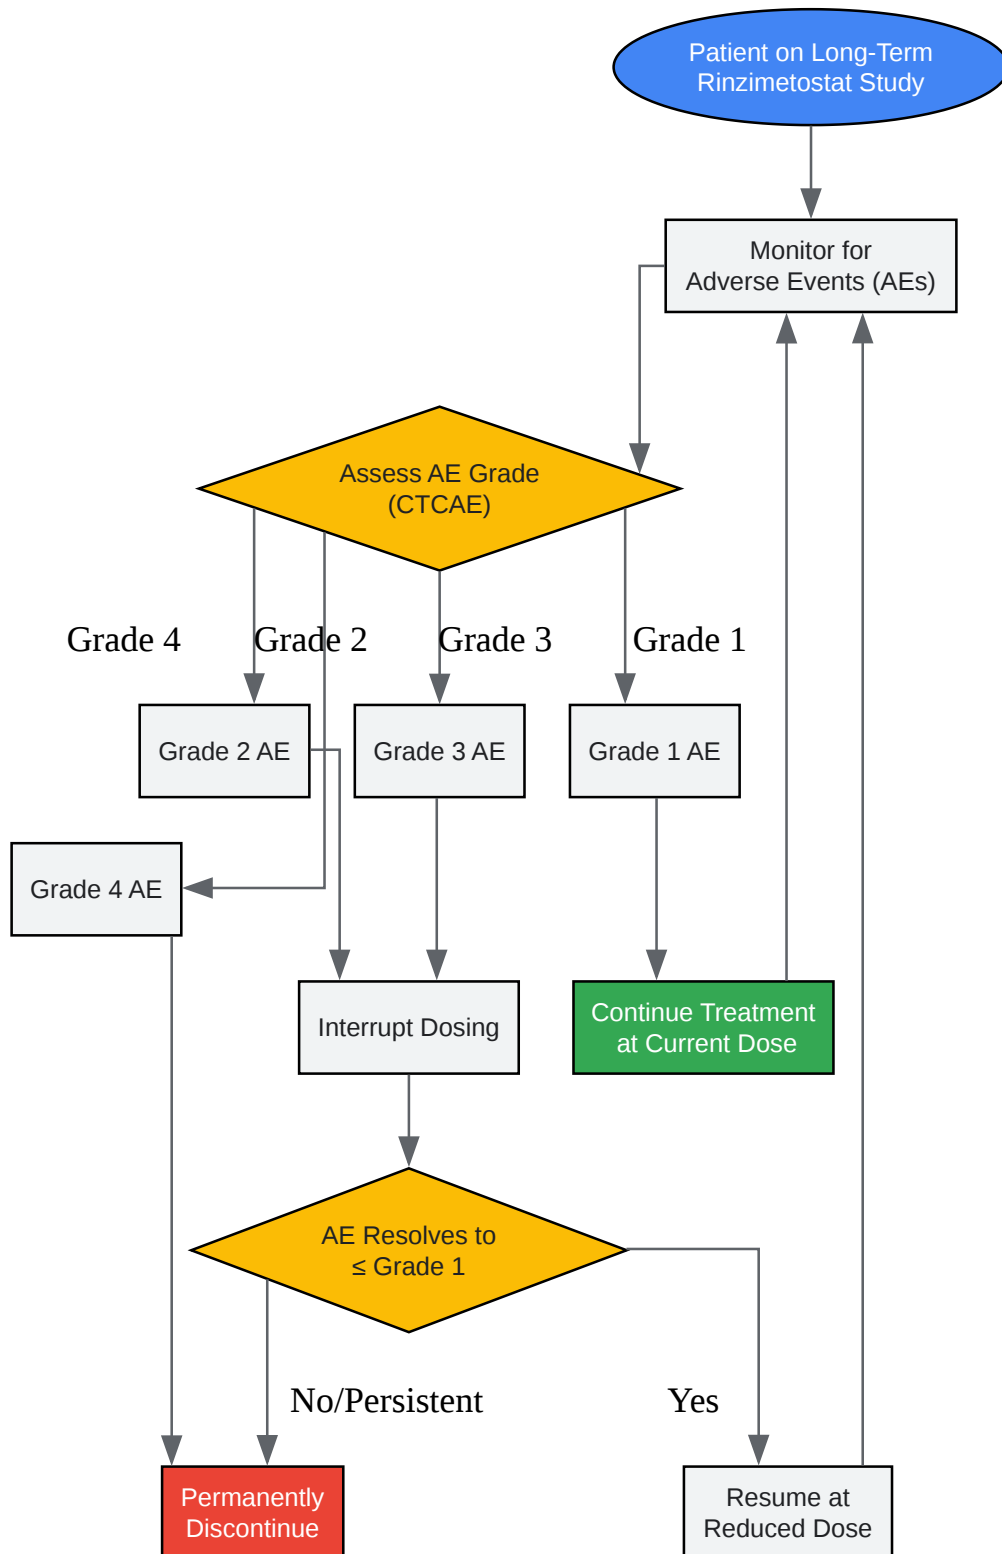 Patient on Long-Term
Rinzimetostat Study
Monitor for
Adverse Events (AEs)
Assess AE Grade
(CTCAE)
Grade 4
Grade 2
Grade 3
Grade 1
Grade 2 AE
Grade 3 AE
Grade 1 AE
Grade 4 AE
Interrupt Dosing
Continue Treatment
at Current Dose
AE Resolves to
≤ Grade 1
No/Persistent
Yes
Permanently
Discontinue
Resume at
Reduced Dose